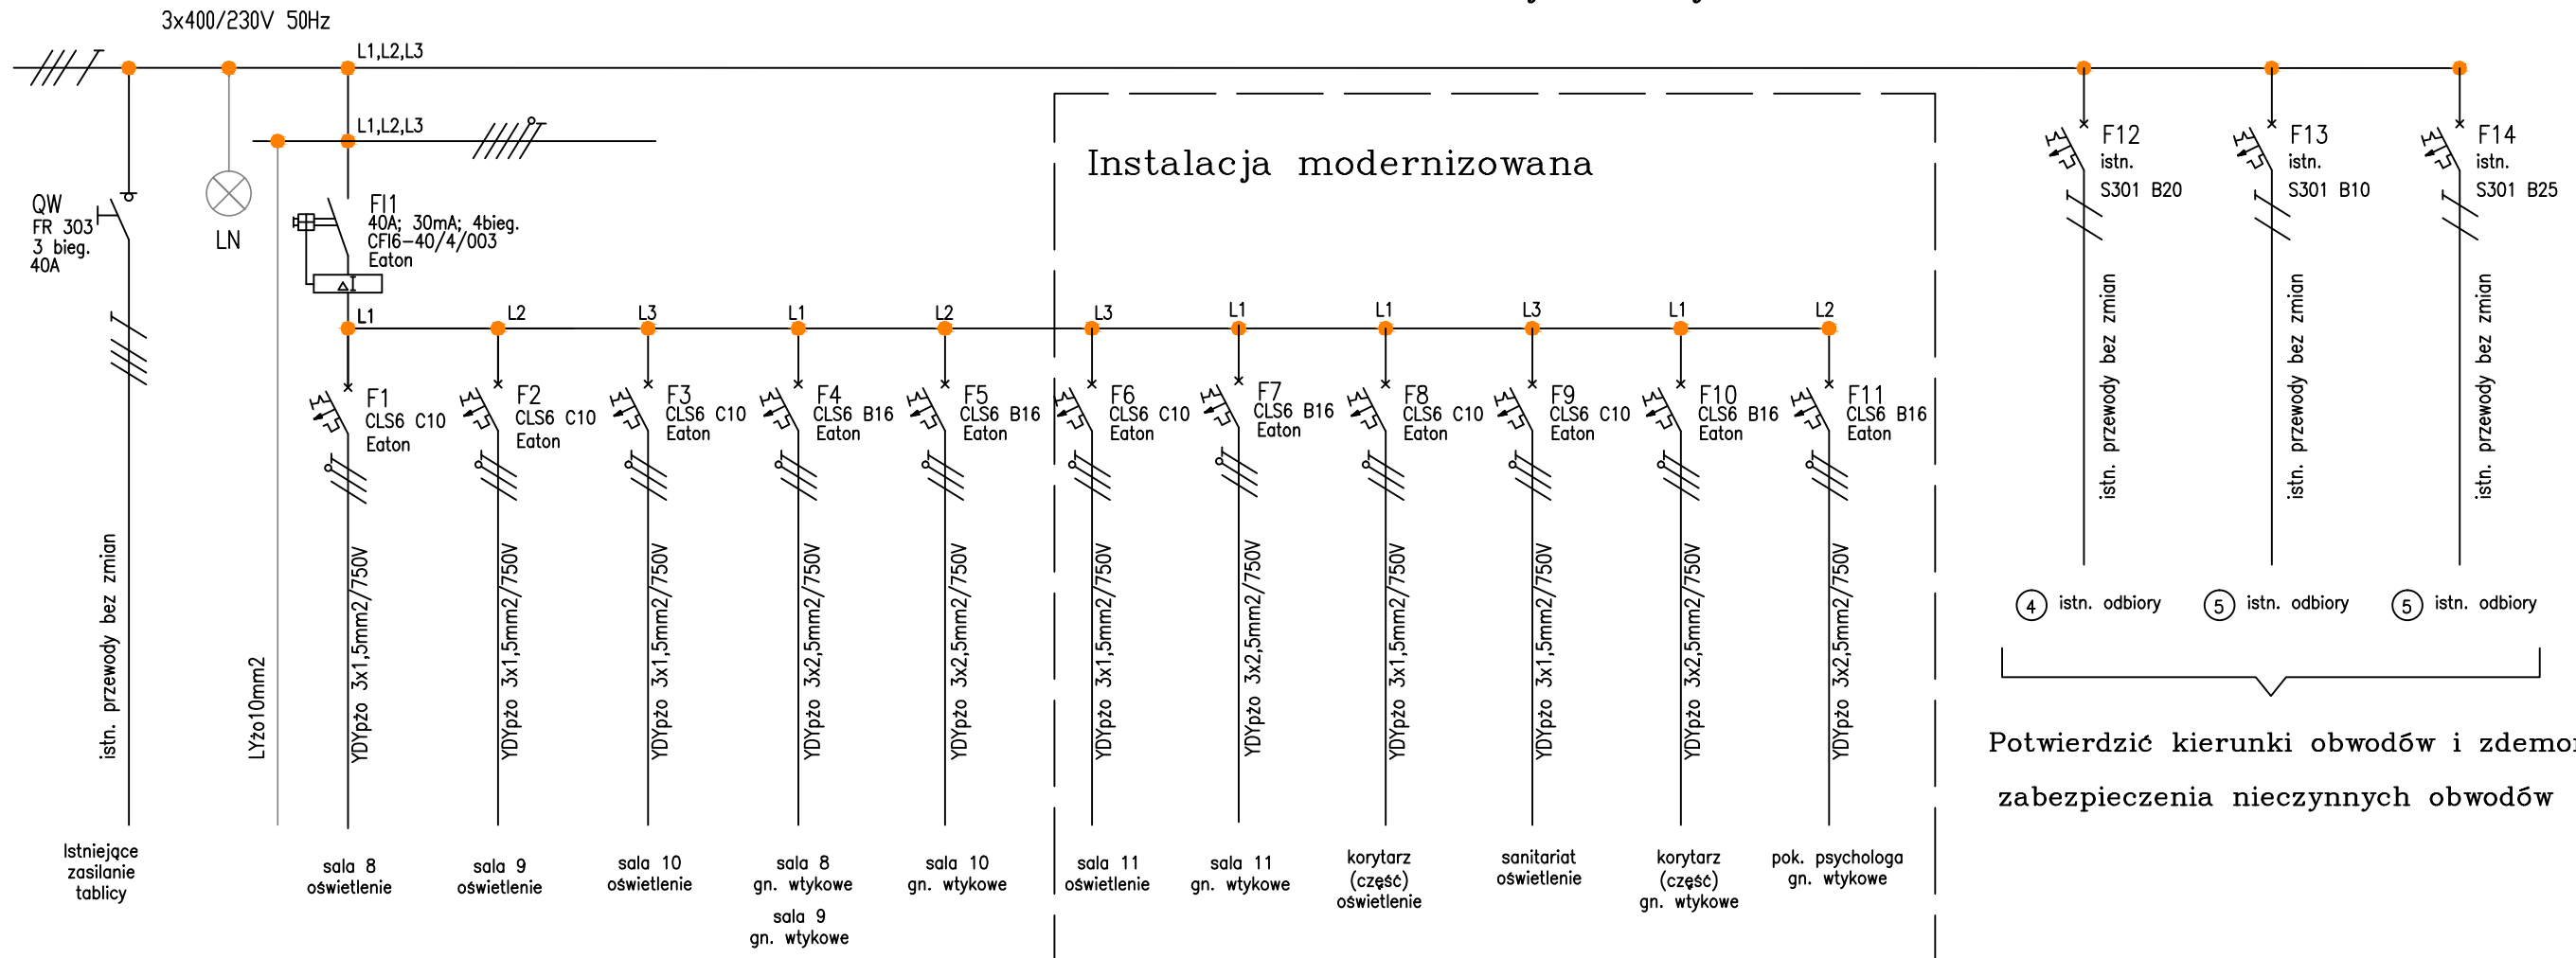 3x400/230V 50Hz
L1,L2,L3
L1,L2,L3
QW
FR 303
3 bieg.
40A
LN
FI1
40A; 30mA; 4bieg.
CFI6-40/4/003
Eaton
Instalacja modernizowana
F12
istn.
S301 B20
F13
istn.
S301 B10
F14
istn.
S301 B25
L1
L2
L3
L1
L2
L3
L1
L1
L3
L1
L2
F1
CLS6 C10
Eaton
F2
CLS6 C10
Eaton
F3
CLS6 C10
Eaton
F4
CLS6 B16
Eaton
F5
CLS6 B16
Eaton
F6
CLS6 C10
Eaton
F7
CLS6 B16
Eaton
F8
CLS6 C10
Eaton
F9
CLS6 C10
Eaton
F10
CLS6 B16
Eaton
F11
CLS6 B16
Eaton
istn. przewody bez zmian
istn. przewody bez zmian
istn. przewody bez zmian
istn. przewody bez zmian
LYżo10mm2
YDYpżo 3x1,5mm2/750V
YDYpżo 3x1,5mm2/750V
YDYpżo 3x1,5mm2/750V
YDYpżo 3x2,5mm2/750V
YDYpżo 3x2,5mm2/750V
YDYpżo 3x1,5mm2/750V
YDYpżo 3x2,5mm2/750V
YDYpżo 3x1,5mm2/750V
YDYpżo 3x1,5mm2/750V
YDYpżo 3x2,5mm2/750V
YDYpżo 3x2,5mm2/750V
4 istn. odbiory
5 istn. odbiory
5 istn. odbiory
Potwierdzić kierunki obwodów i
zabezpieczenia nieczynnych obwodów
Istniejące
zasilanie
tablicy
sala 8
oświetlenie
sala 9
oświetlenie
sala 10
oświetlenie
sala 8
gn. wtykowe
sala 9
gn. wtykowe
sala 10
gn. wtykowe
sala 11
oświetlenie
sala 11
gn. wtykowe
korytarz
(część)
oświetlenie
sanitariat
oświetlenie
korytarz
(część)
gn. wtykowe
pok. psychologa
gn. wtykowe